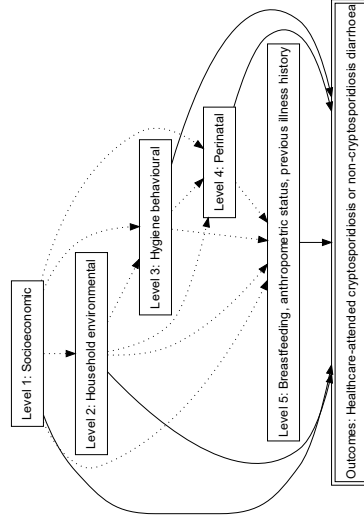 Level 1: Socioeconomic
Level 2: Household environmental
Level 3: Hygiene behavioural
Level 4: Perinatal
Level 5: Breastfeeding, anthropometric status, previous illness history
Outcomes: Healthcare-attended cryptosporidiosis or non-cryptosporidiosis diarrhoea